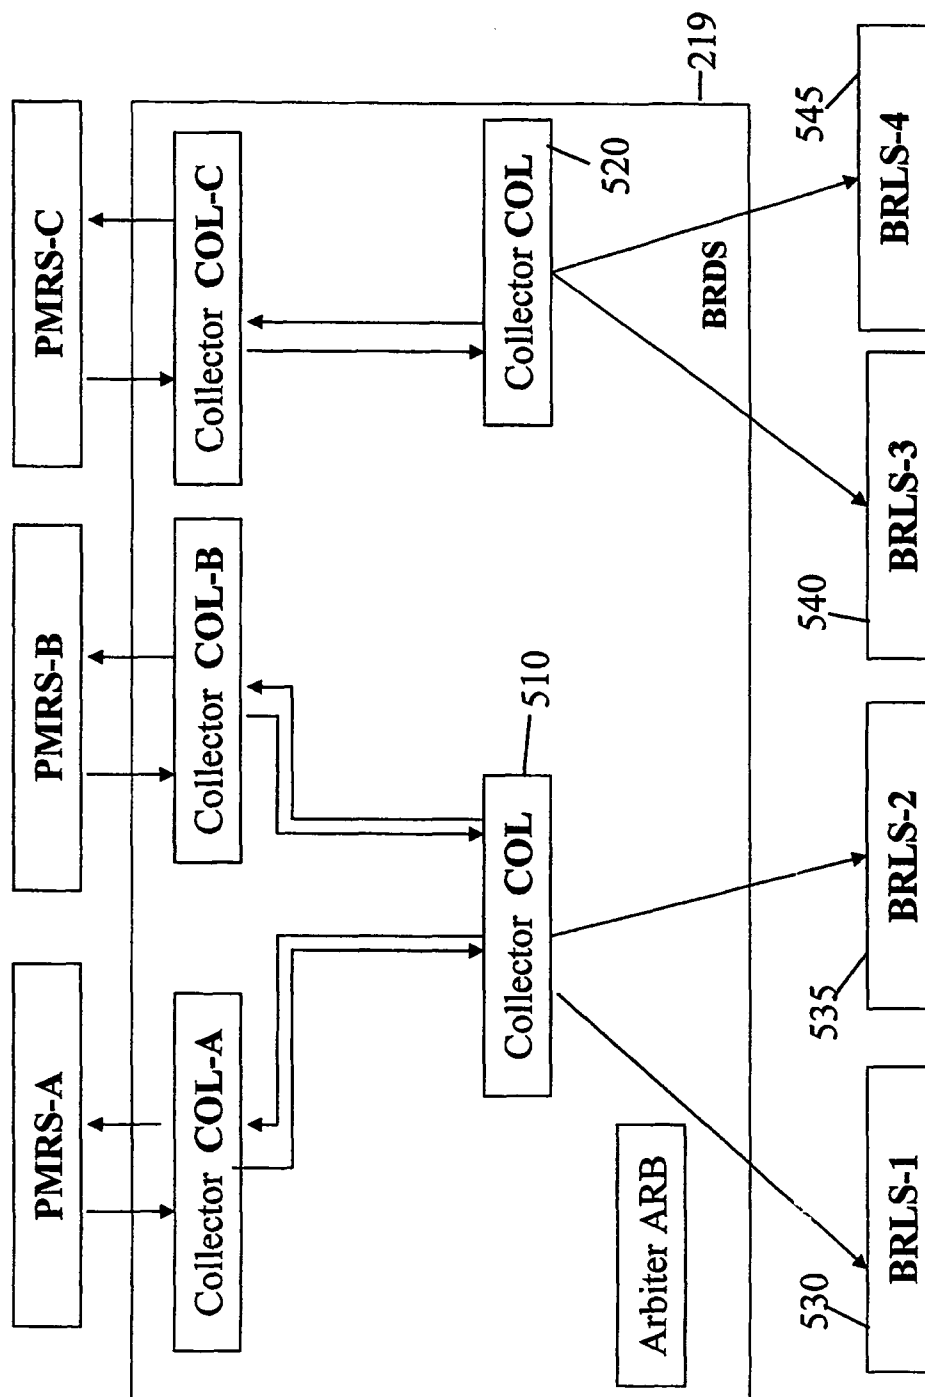 PMRS-A
PMRS-B
PMRS-C
Collector COL-A
Collector COL-B
Collector COL-C
Collector COL
510
Collector COL
520
Arbiter ARB
BRDS
219
530
BRLS-1
535
BRLS-2
540
BRLS-3
545
BRLS-4